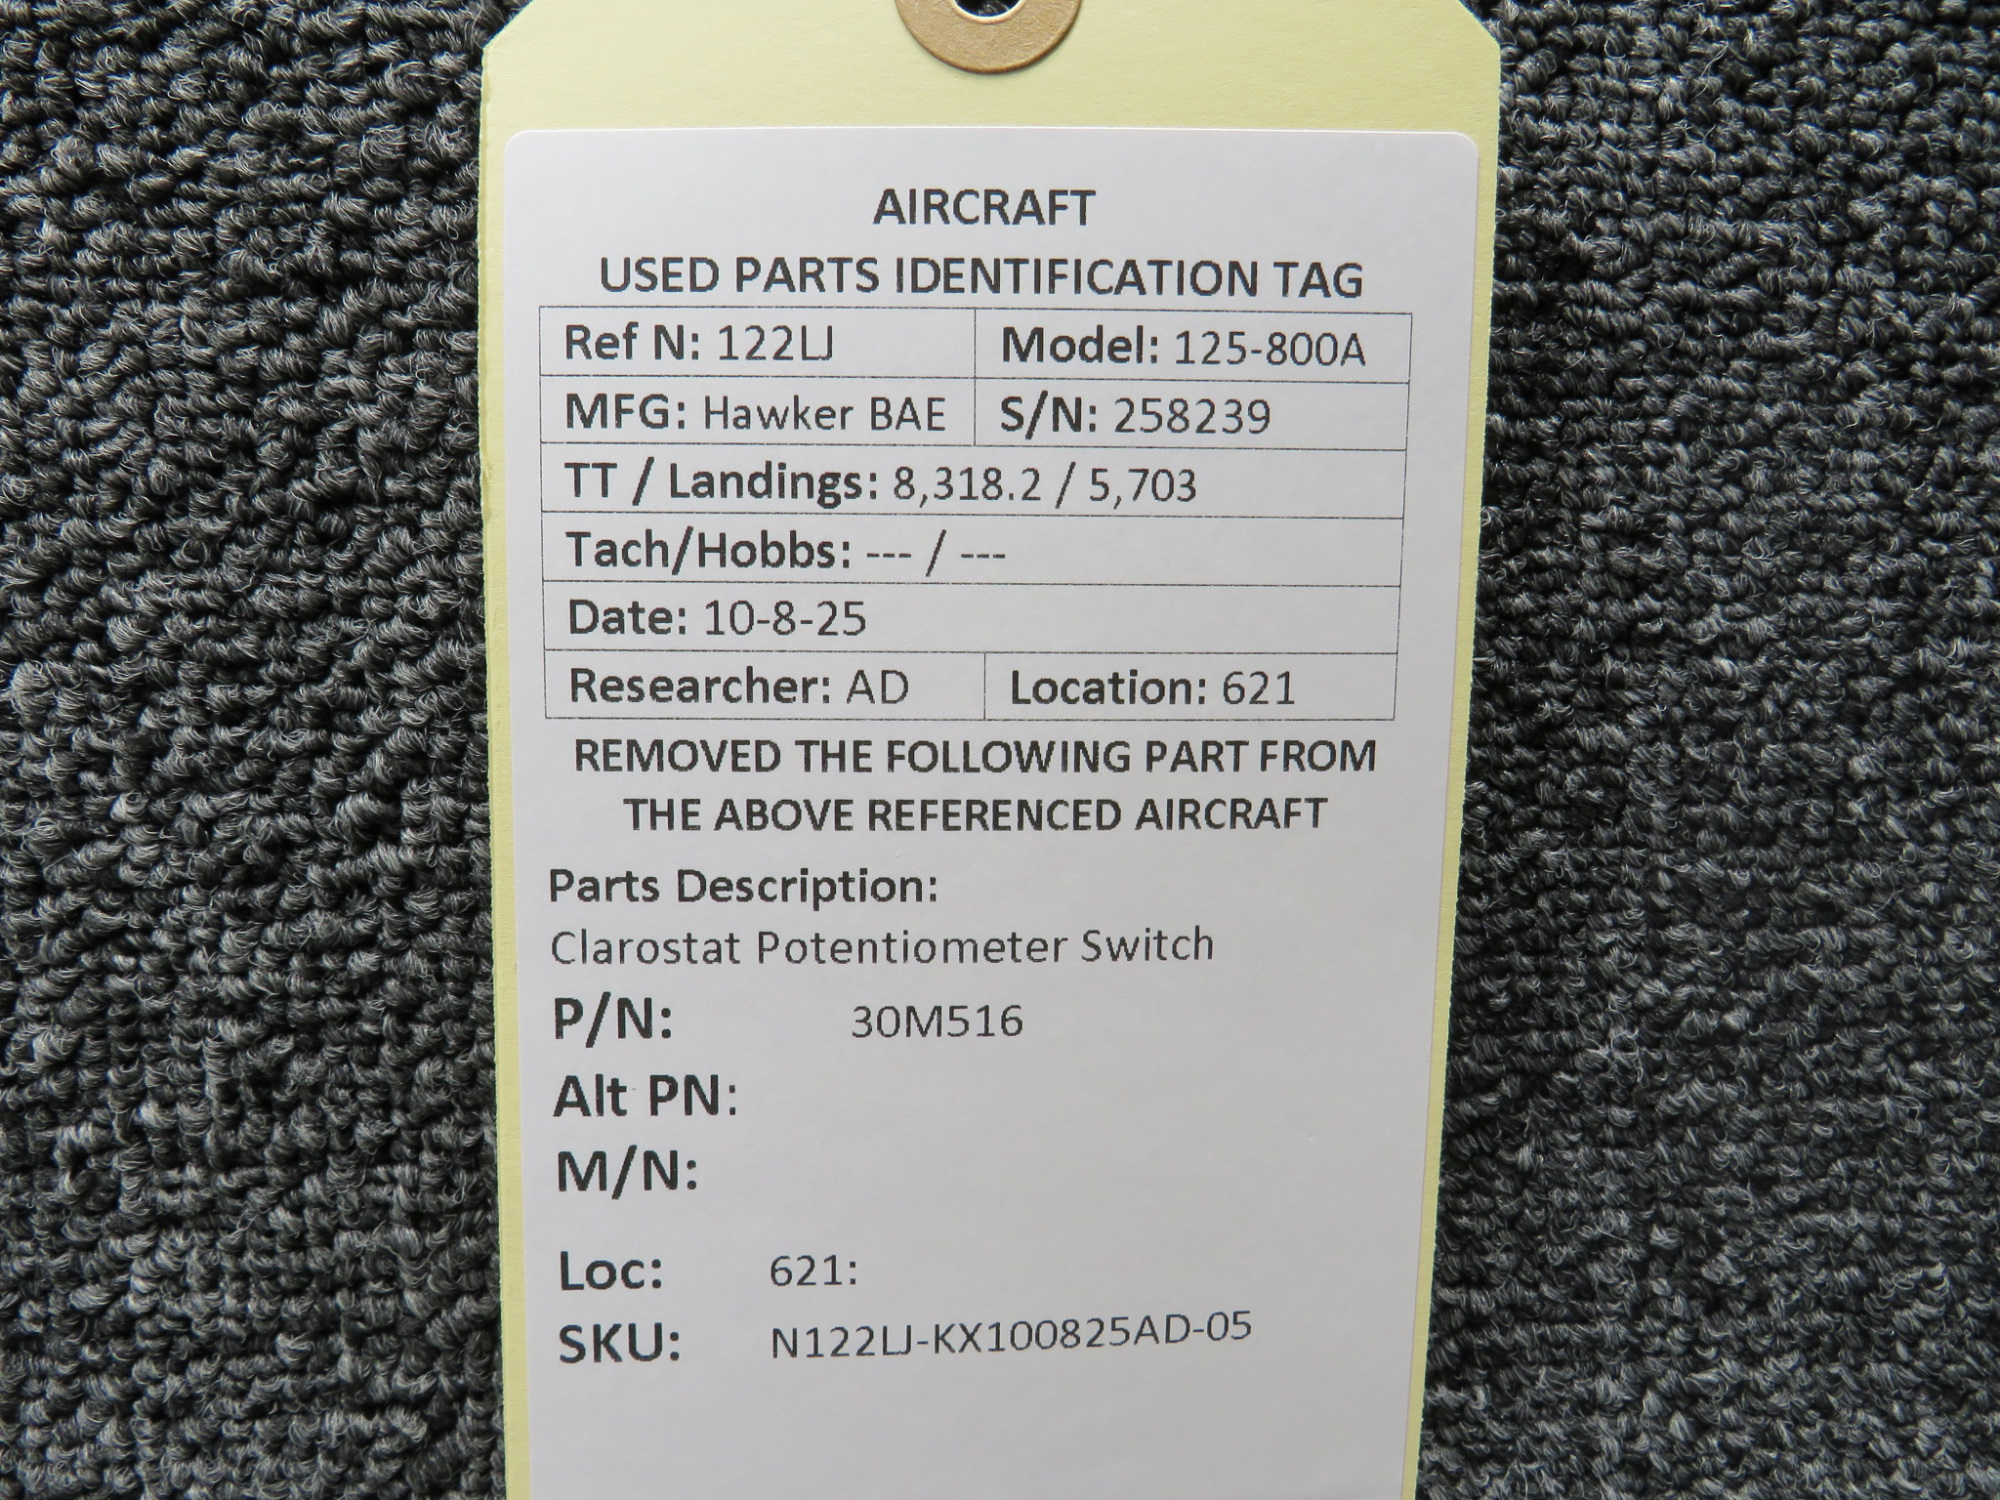 AIRCRAFT
USED PARTS IDENTIFICATION TAG
Ref N: 122LJ Model: 125-800A
MFG: Hawker BAE S/N: 258239
TT / Landings: 8,318.2 / 5,703
Tach/Hobbs: --- / ---
Date: 10-8-25
Researcher: AD Location: 621
REMOVED THE FOLLOWING PART FROM
THE ABOVE REFERENCED AIRCRAFT
Parts Description:
Clarostat Potentiometer Switch
P/N: 30M516
Alt PN:
M/N:
Loc: 621:
SKU: N122LJ-KX100825AD-05